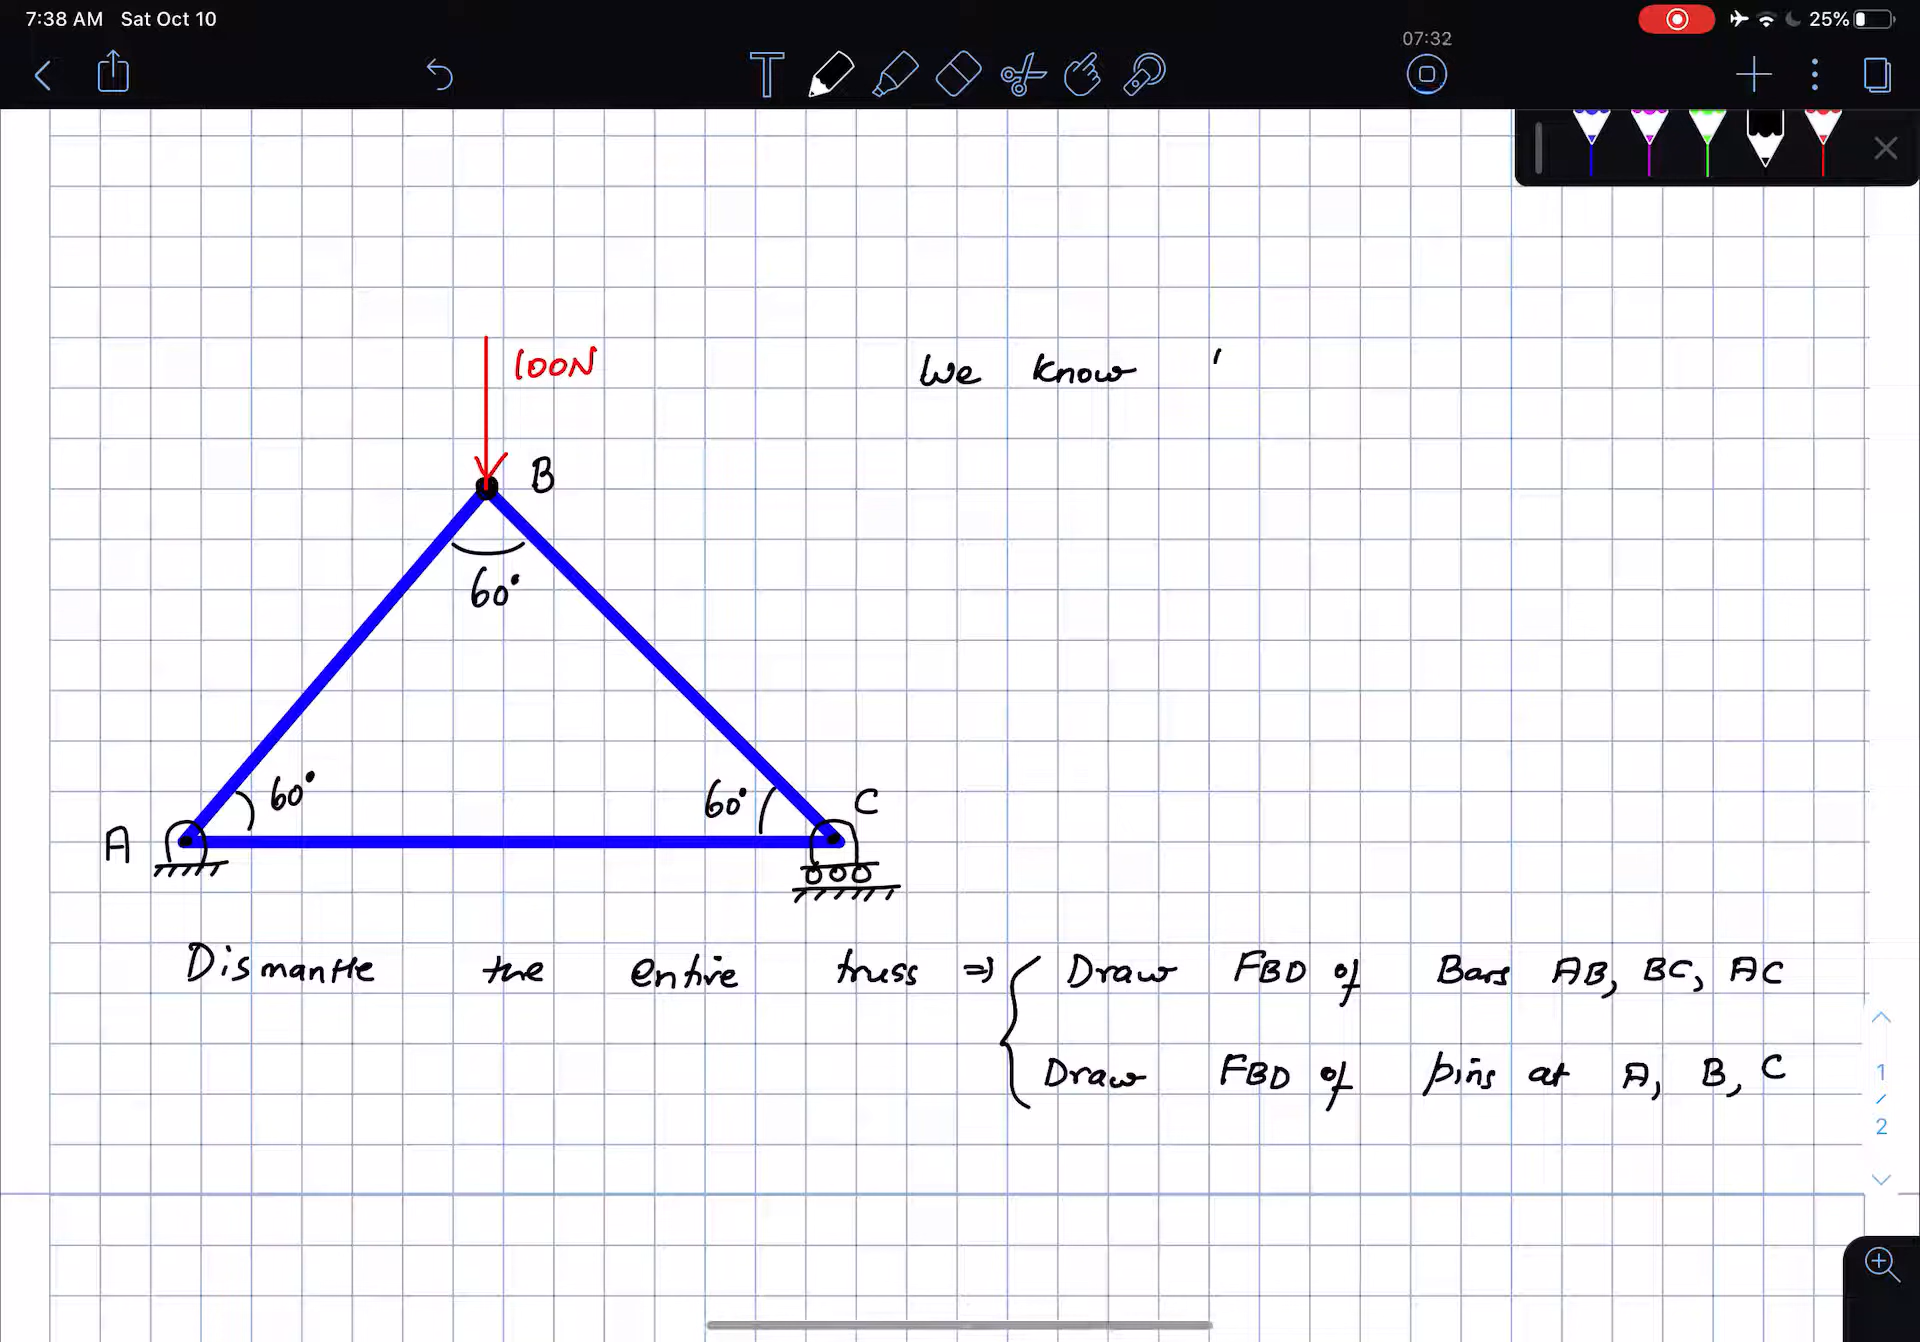 7:38 AM Sat Oct 10
25%
07:32
100N
We know '
B
60°
60°
60°
C
A
Dismantle the entire truss ⇒ { Draw FBD of Bars AB, BC, AC
Draw FBD of pins at A, B, C
1
/
2